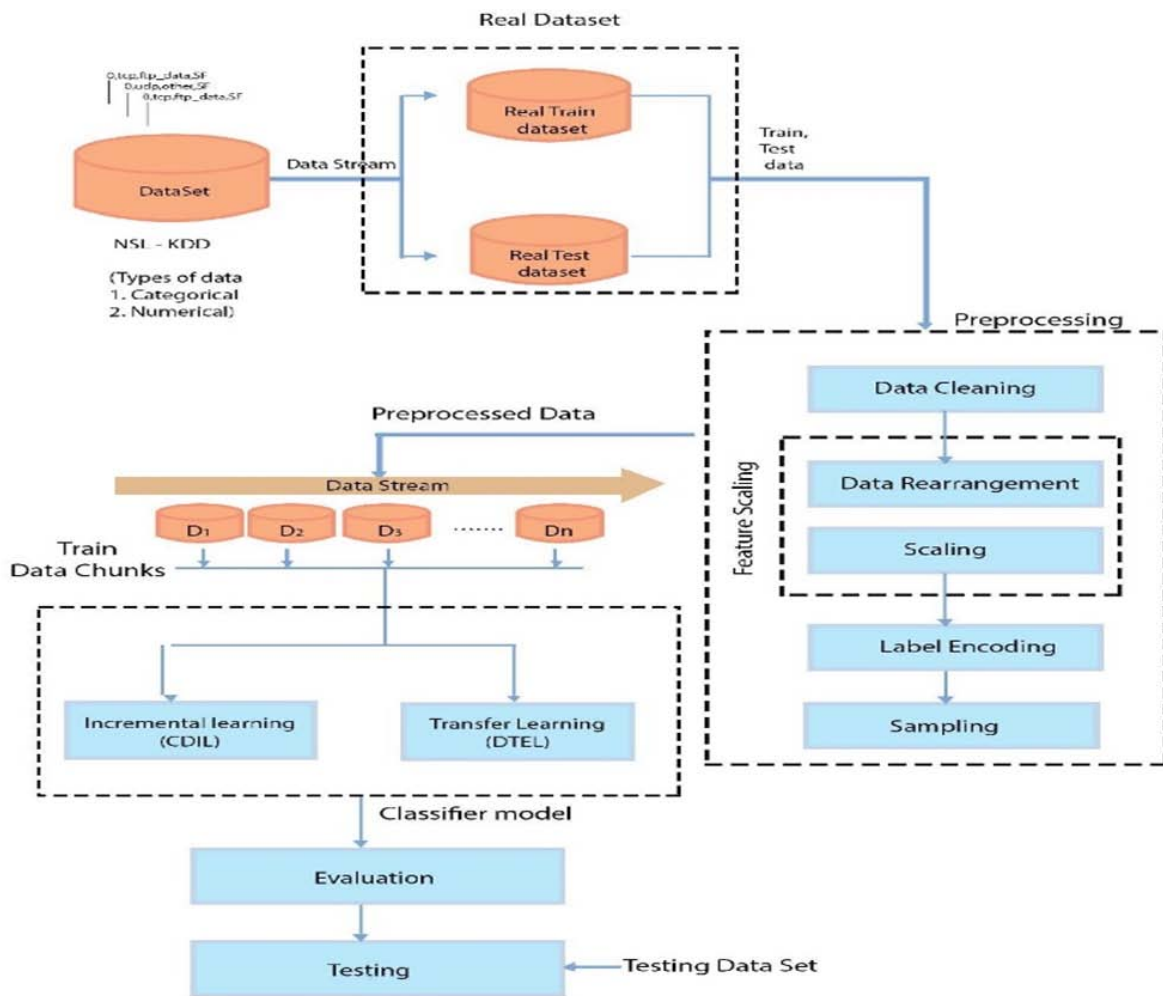 Real Dataset
0,tcp,ftp_data,SF
0,udp,other,SF
0,tcp,ftp_data,SF
DataSet
NSL - KDD
(Types of data
1. Categorical
2. Numerical)
Data Stream
Real Train
dataset
Real Test
dataset
Train,
Test
data
Preprocessing
Data Cleaning
Feature Scaling
Data Rearrangement
Scaling
Label Encoding
Sampling
Preprocessed Data
Data Stream
D1
D2
D3
.......
Dn
Train
Data Chunks
Incremental learning
(CDIL)
Transfer Learning
(DTEL)
Classifier model
Evaluation
Testing
Testing Data Set